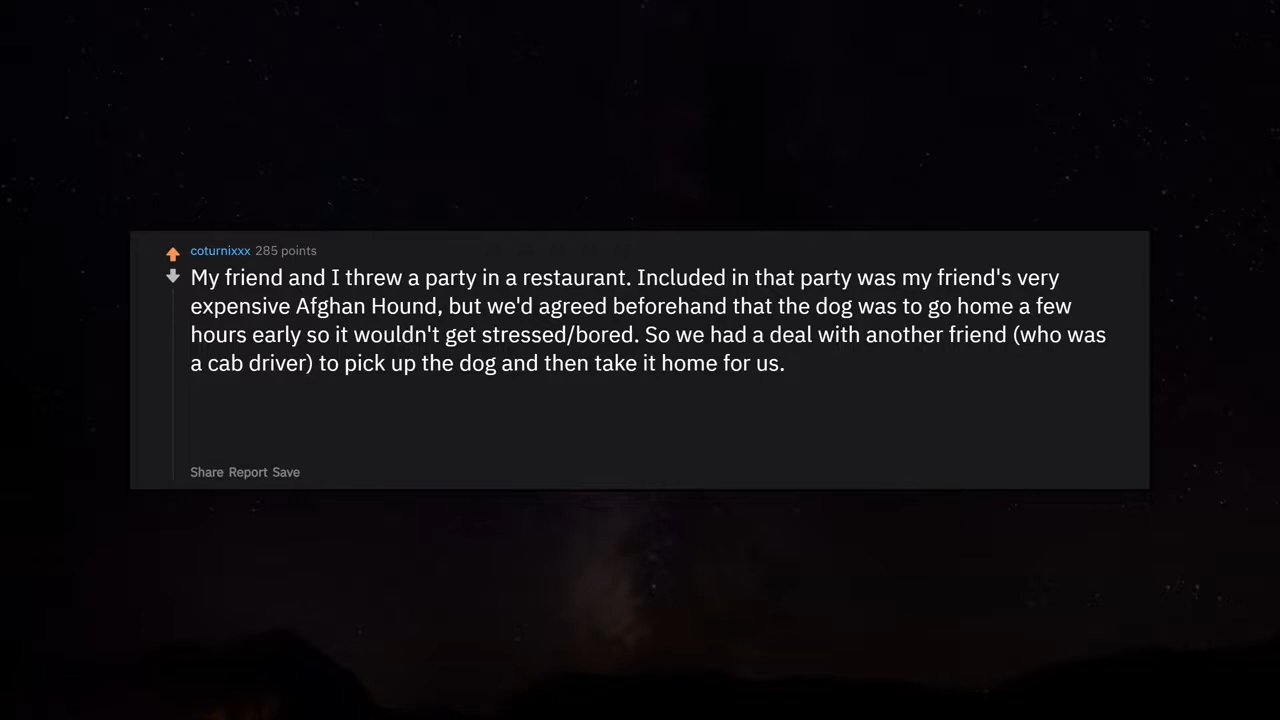 coturnixxx 285 points
My friend and I threw a party in a restaurant. Included in that party was my friend's very
expensive Afghan Hound, but we'd agreed beforehand that the dog was to go home a few
hours early so it wouldn't get stressed/bored. So we had a deal with another friend (who was
a cab driver) to pick up the dog and then take it home for us.
Share Report Save